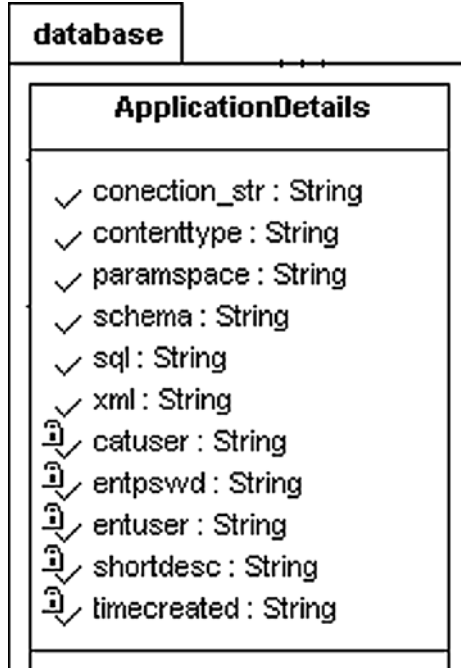 database
ApplicationDetails
conection_str : String
contenttype : String
paramspace : String
schema : String
sql : String
xml : String
catuser : String
entpswd : String
entuser : String
shortdesc : String
timecreated : String